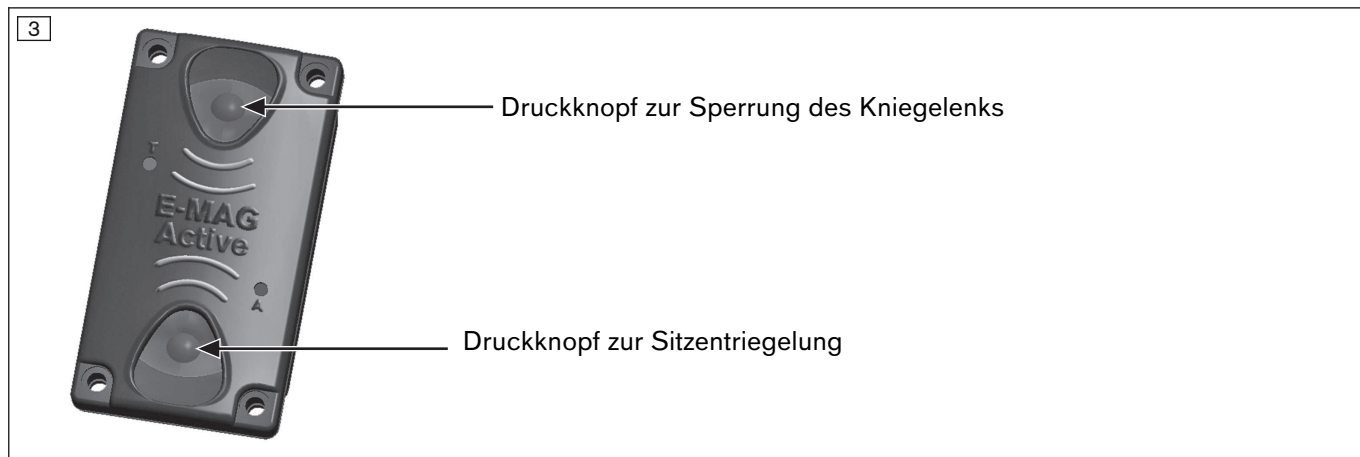 3
Druckknopf zur Sperrung des Kniegelenks
T
E-MAG
Active
A
Druckknopf zur Sitzentriegelung